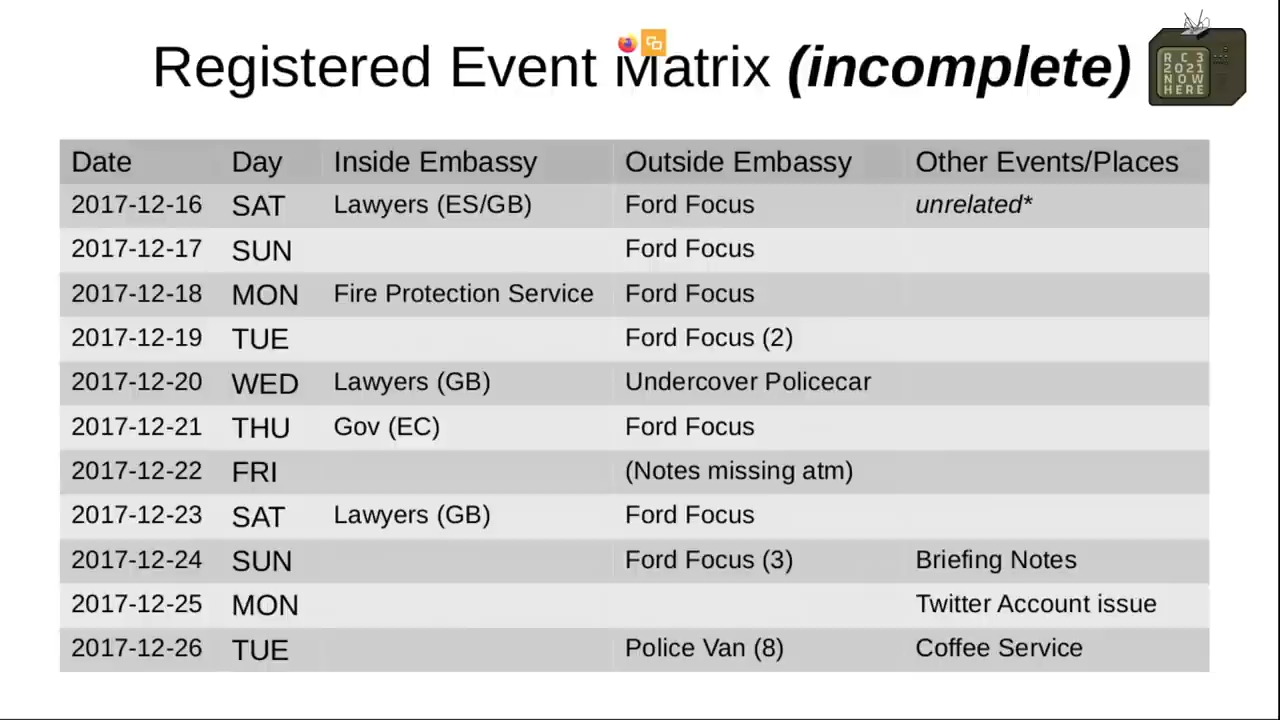 Registered Event Matrix (incomplete)
RC3
2021
NOW
HERE
Date Day Inside Embassy Outside Embassy Other Events/Places
2017-12-16 SAT Lawyers (ES/GB) Ford Focus unrelated*
2017-12-17 SUN Ford Focus
2017-12-18 MON Fire Protection Service Ford Focus
2017-12-19 TUE Ford Focus (2)
2017-12-20 WED Lawyers (GB) Undercover Policecar
2017-12-21 THU Gov (EC) Ford Focus
2017-12-22 FRI (Notes missing atm)
2017-12-23 SAT Lawyers (GB) Ford Focus
2017-12-24 SUN Ford Focus (3) Briefing Notes
2017-12-25 MON Twitter Account issue
2017-12-26 TUE Police Van (8) Coffee Service